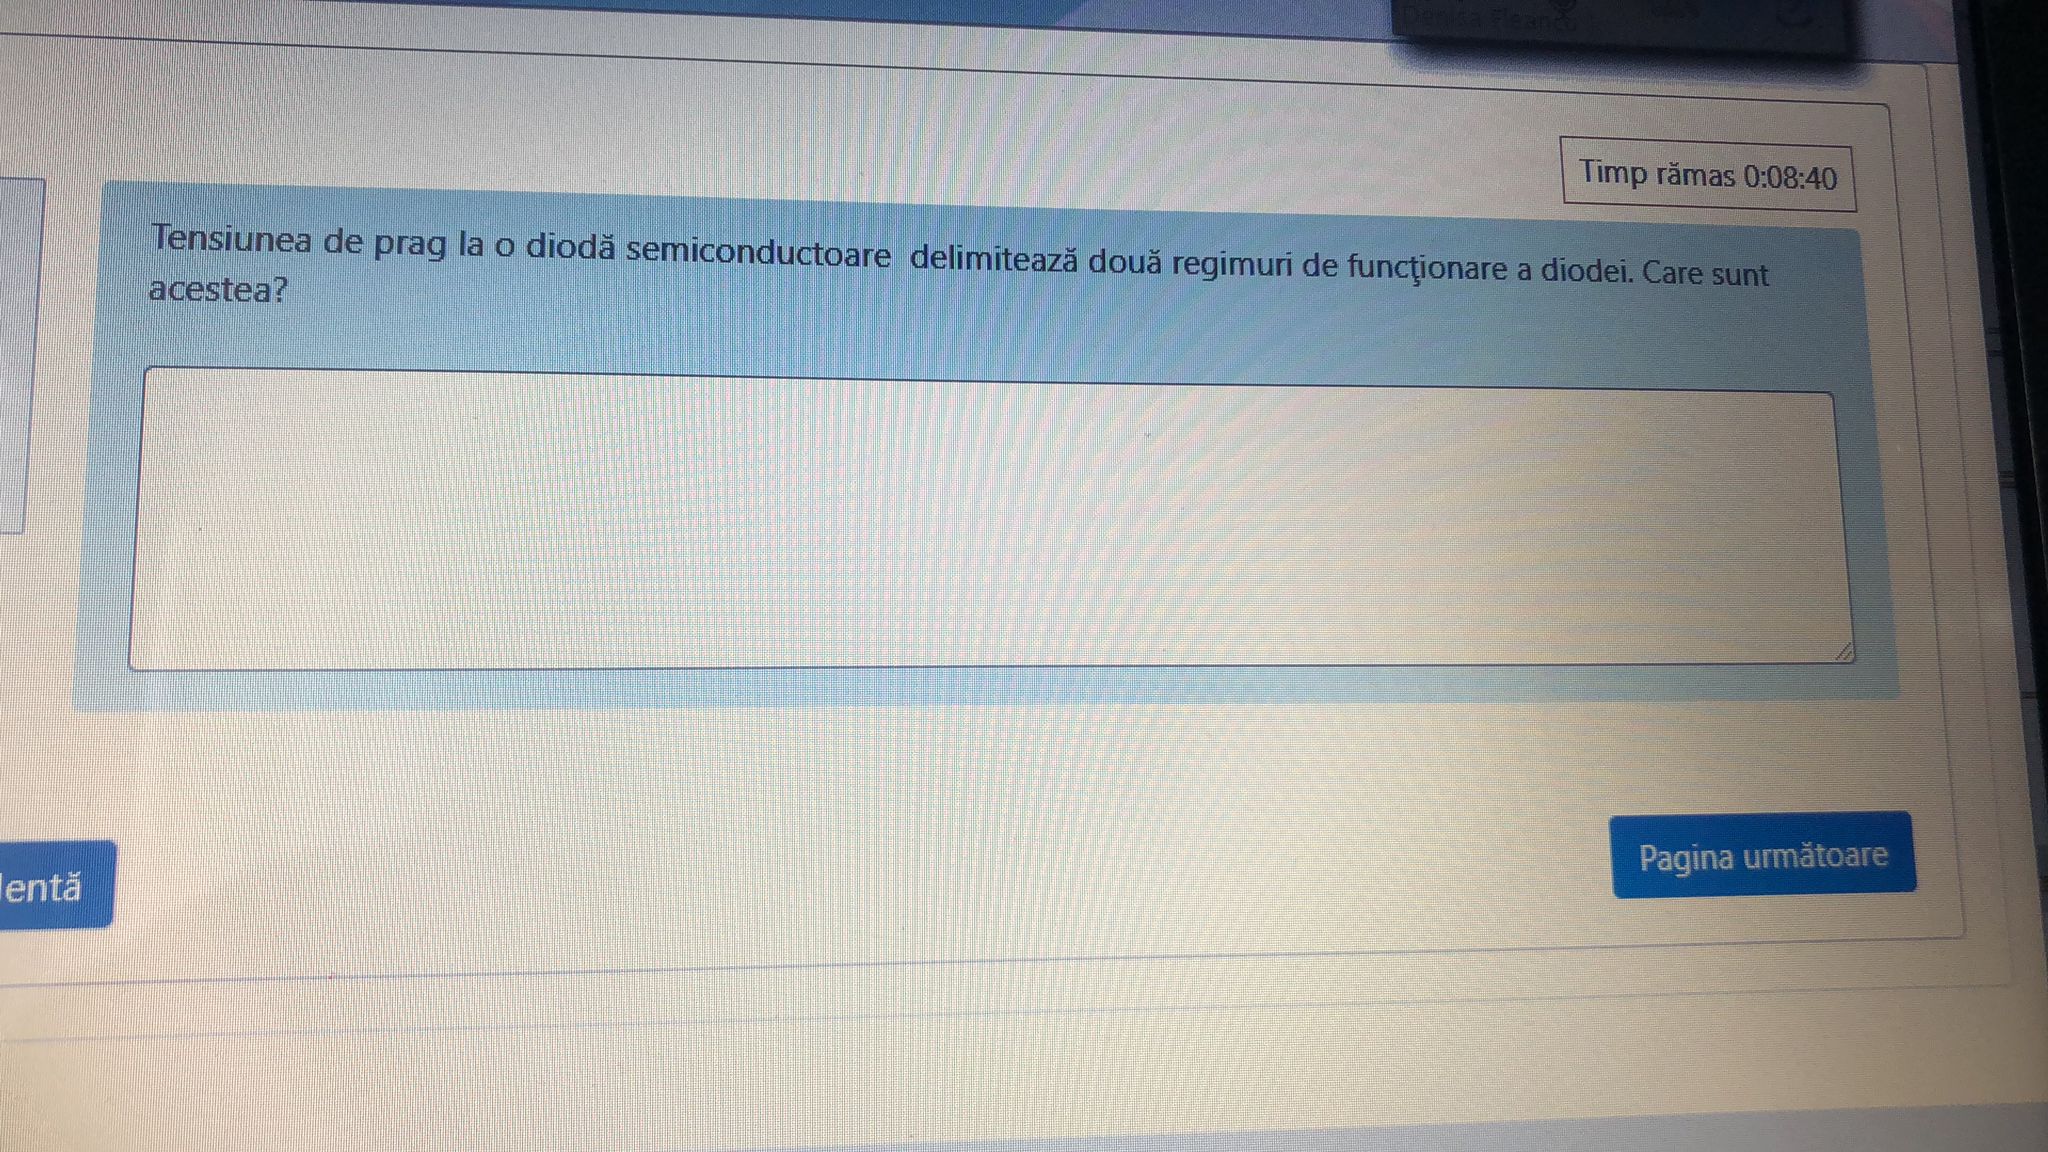 Timp rămas 0:08:40
Tensiunea de prag la o diodă semiconductoare delimitează două regimuri de funcţionare a diodei. Care sunt
acestea?
Pagina următoare
entă